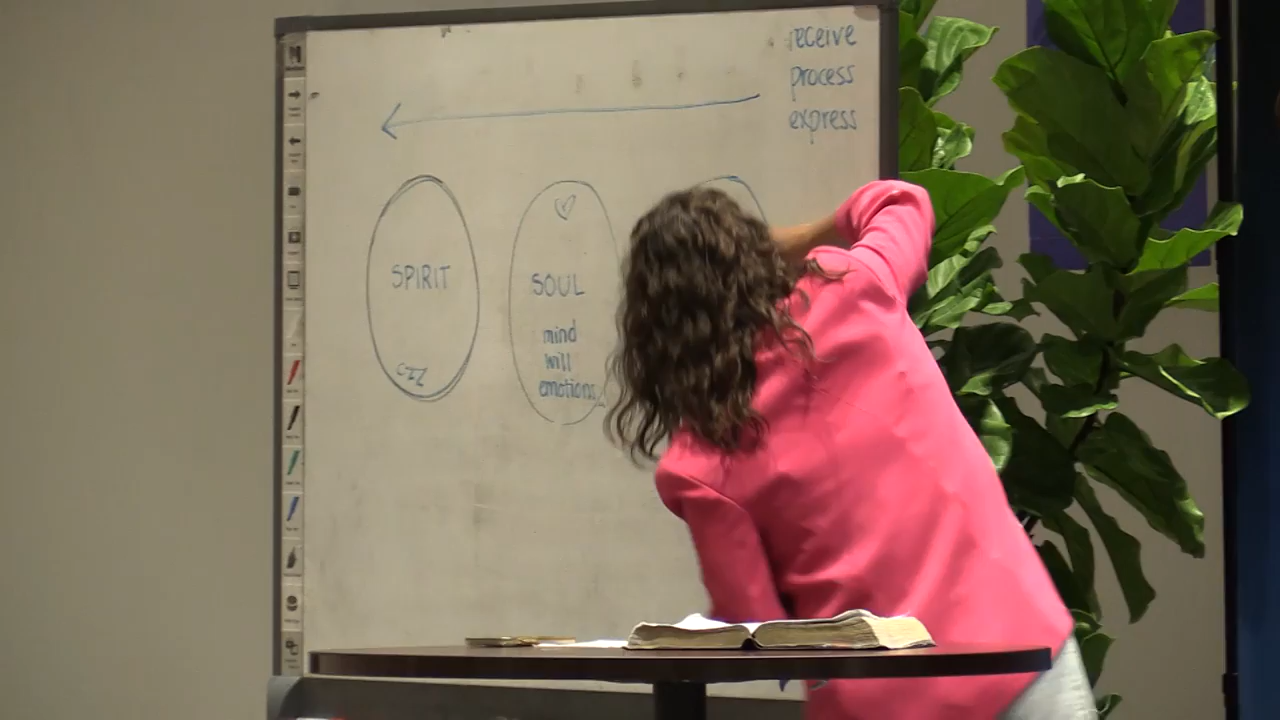 receive
process
express
SPIRIT
SOUL
mind
will
emotions